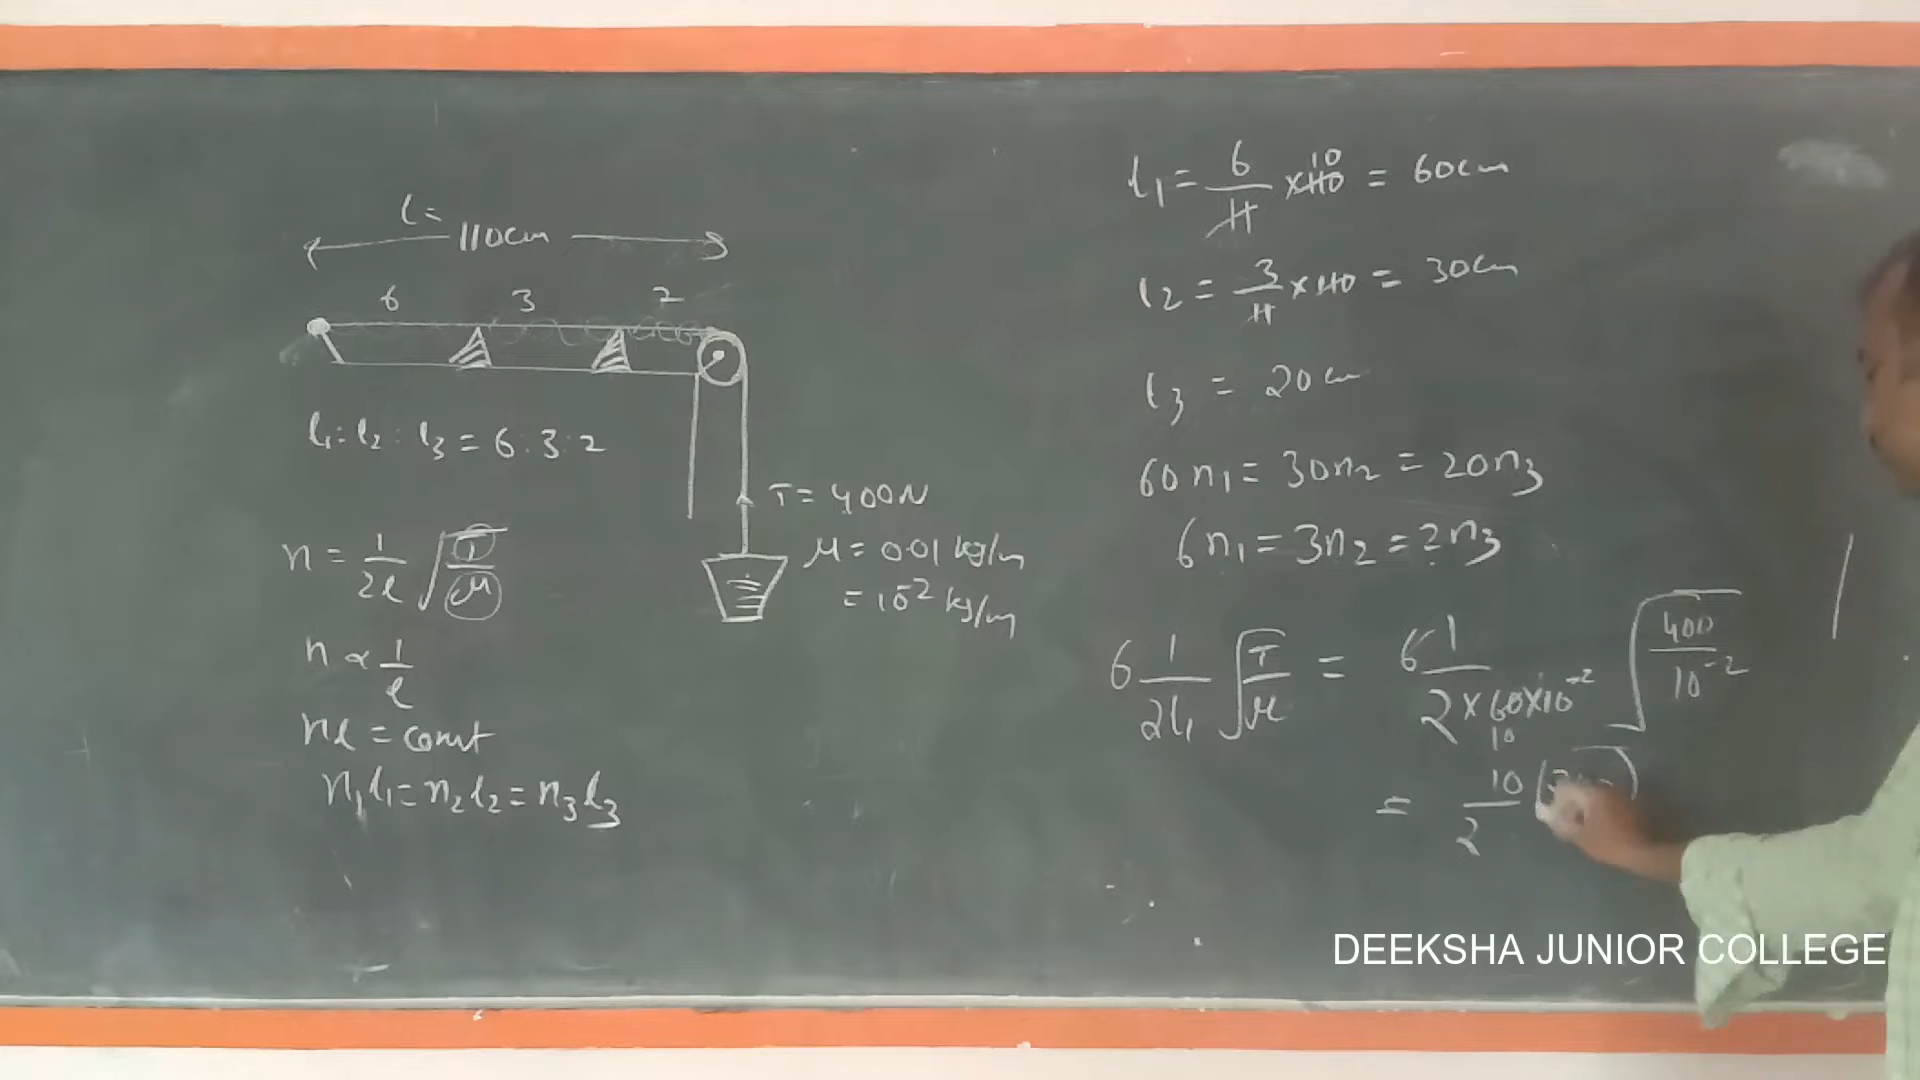 l =
110cm
6 3 2
l₁ : l₂ : l₃ = 6 : 3 : 2
T = 400N
μ = 0.01 kg/m
= 10⁻² kg/m
n = 1/2l √(T/μ)
n ∝ 1/l
nl = const
n₁l₁ = n₂l₂ = n₃l₃
l₁ = 6/11 × 110 10 = 60cm
l₂ = 3/11 × 110 = 30cm
l₃ = 20cm
60n₁ = 30n₂ = 20n₃
6n₁ = 3n₂ = 2n₃
6 1/2l₁ √(T/μ) = 6 1/(2×60×10⁻²) √(400/10⁻²)
10
= 10/2
DEEKSHA JUNIOR COLLEGE